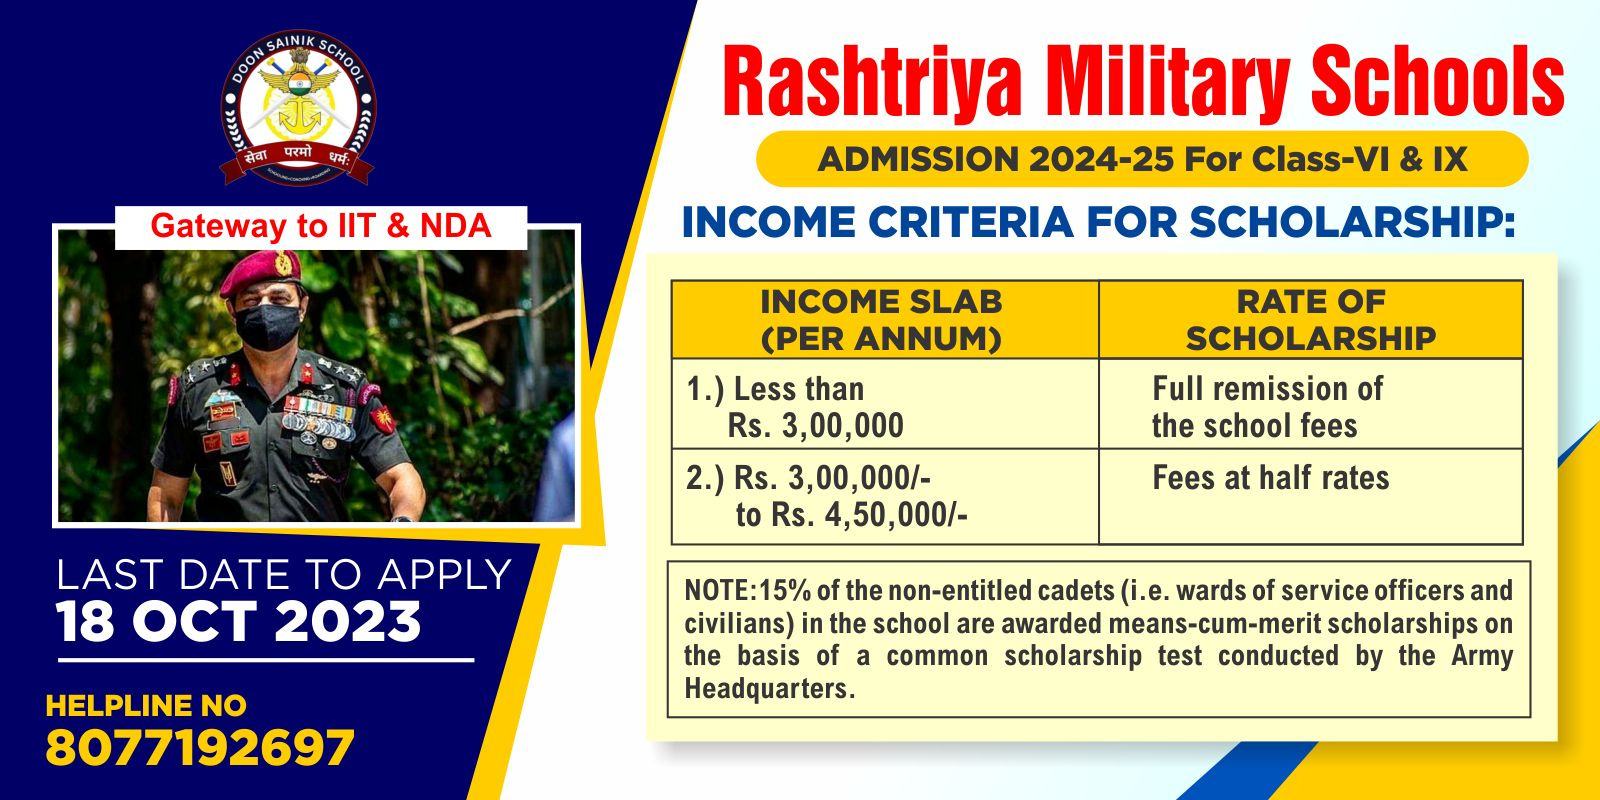 DOON SAINIK SCHOOL
सेवा परमो धर्म:
SCHOOLING•COACHING•BOARDING
Gateway to IIT & NDA
LAST DATE TO APPLY
18 OCT 2023
HELPLINE NO
8077192697
Rashtriya Military Schools
ADMISSION 2024-25 For Class-VI & IX
INCOME CRITERIA FOR SCHOLARSHIP:
INCOME SLAB
(PER ANNUM)
RATE OF
SCHOLARSHIP
1.) Less than
Rs. 3,00,000
Full remission of
the school fees
2.) Rs. 3,00,000/-
to Rs. 4,50,000/-
Fees at half rates
NOTE:15% of the non-entitled cadets (i.e. wards of service officers and
civilians) in the school are awarded means-cum-merit scholarships on
the basis of a common scholarship test conducted by the Army
Headquarters.